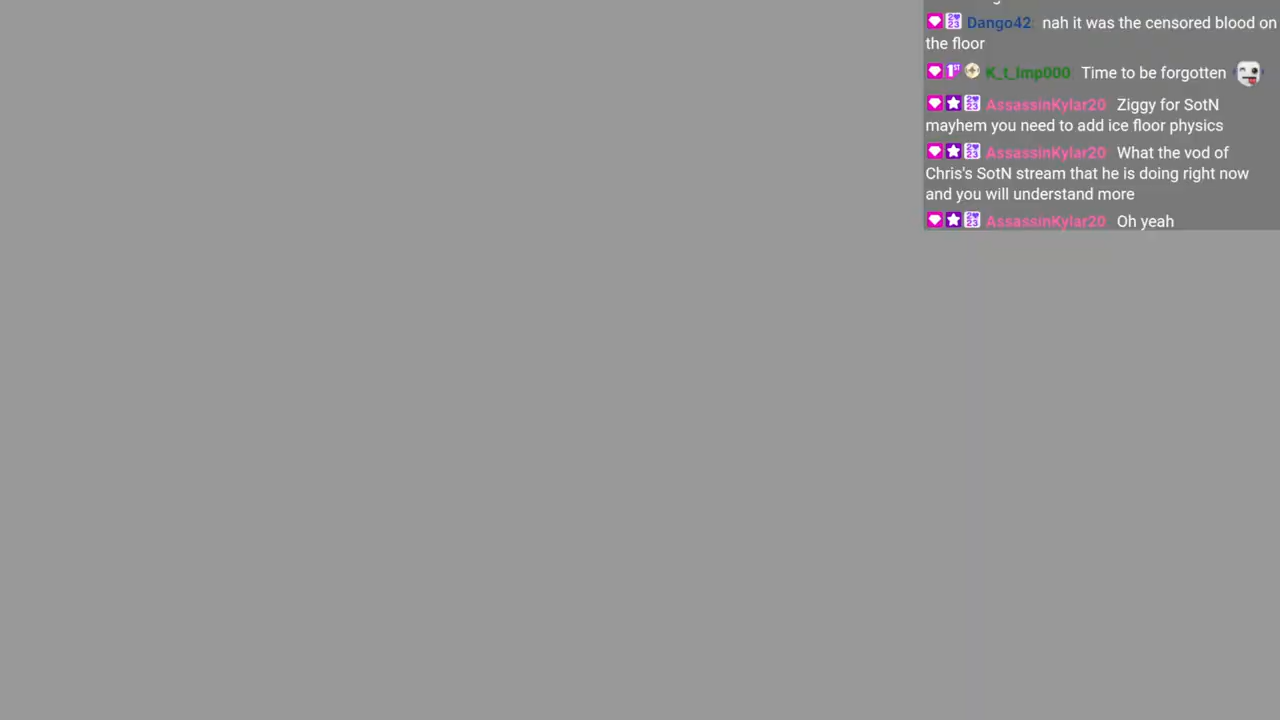 Dango42: nah it was the censored blood on
the floor
K_t_Imp000: Time to be forgotten
AssassinKylar20: Ziggy for SotN
mayhem you need to add ice floor physics
AssassinKylar20: What the vod of
Chris's SotN stream that he is doing right now
and you will understand more
AssassinKylar20: Oh yeah